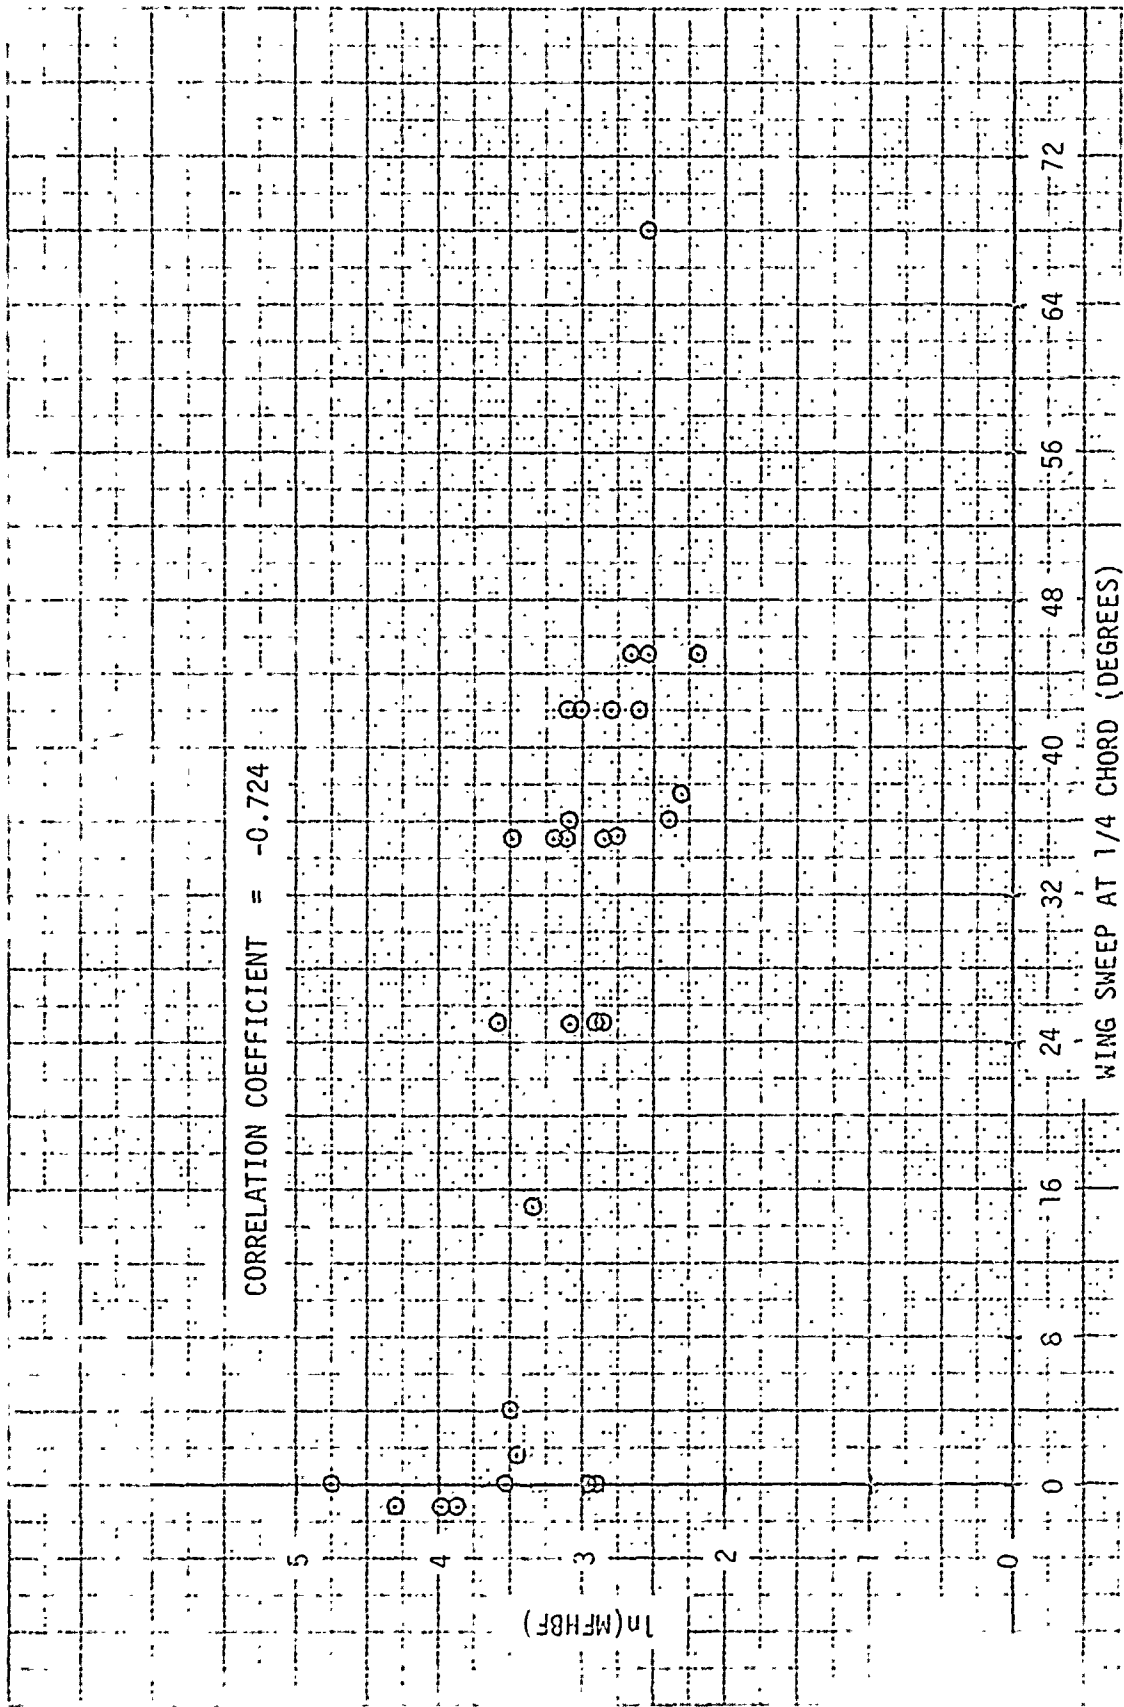 CORRELATION COEFFICIENT = -0.724
ln(MFHBF)
5
4
3
2
1
0
0 8 16 24 32 40 48 56 64 72
WING SWEEP AT 1/4 CHORD (DEGREES)